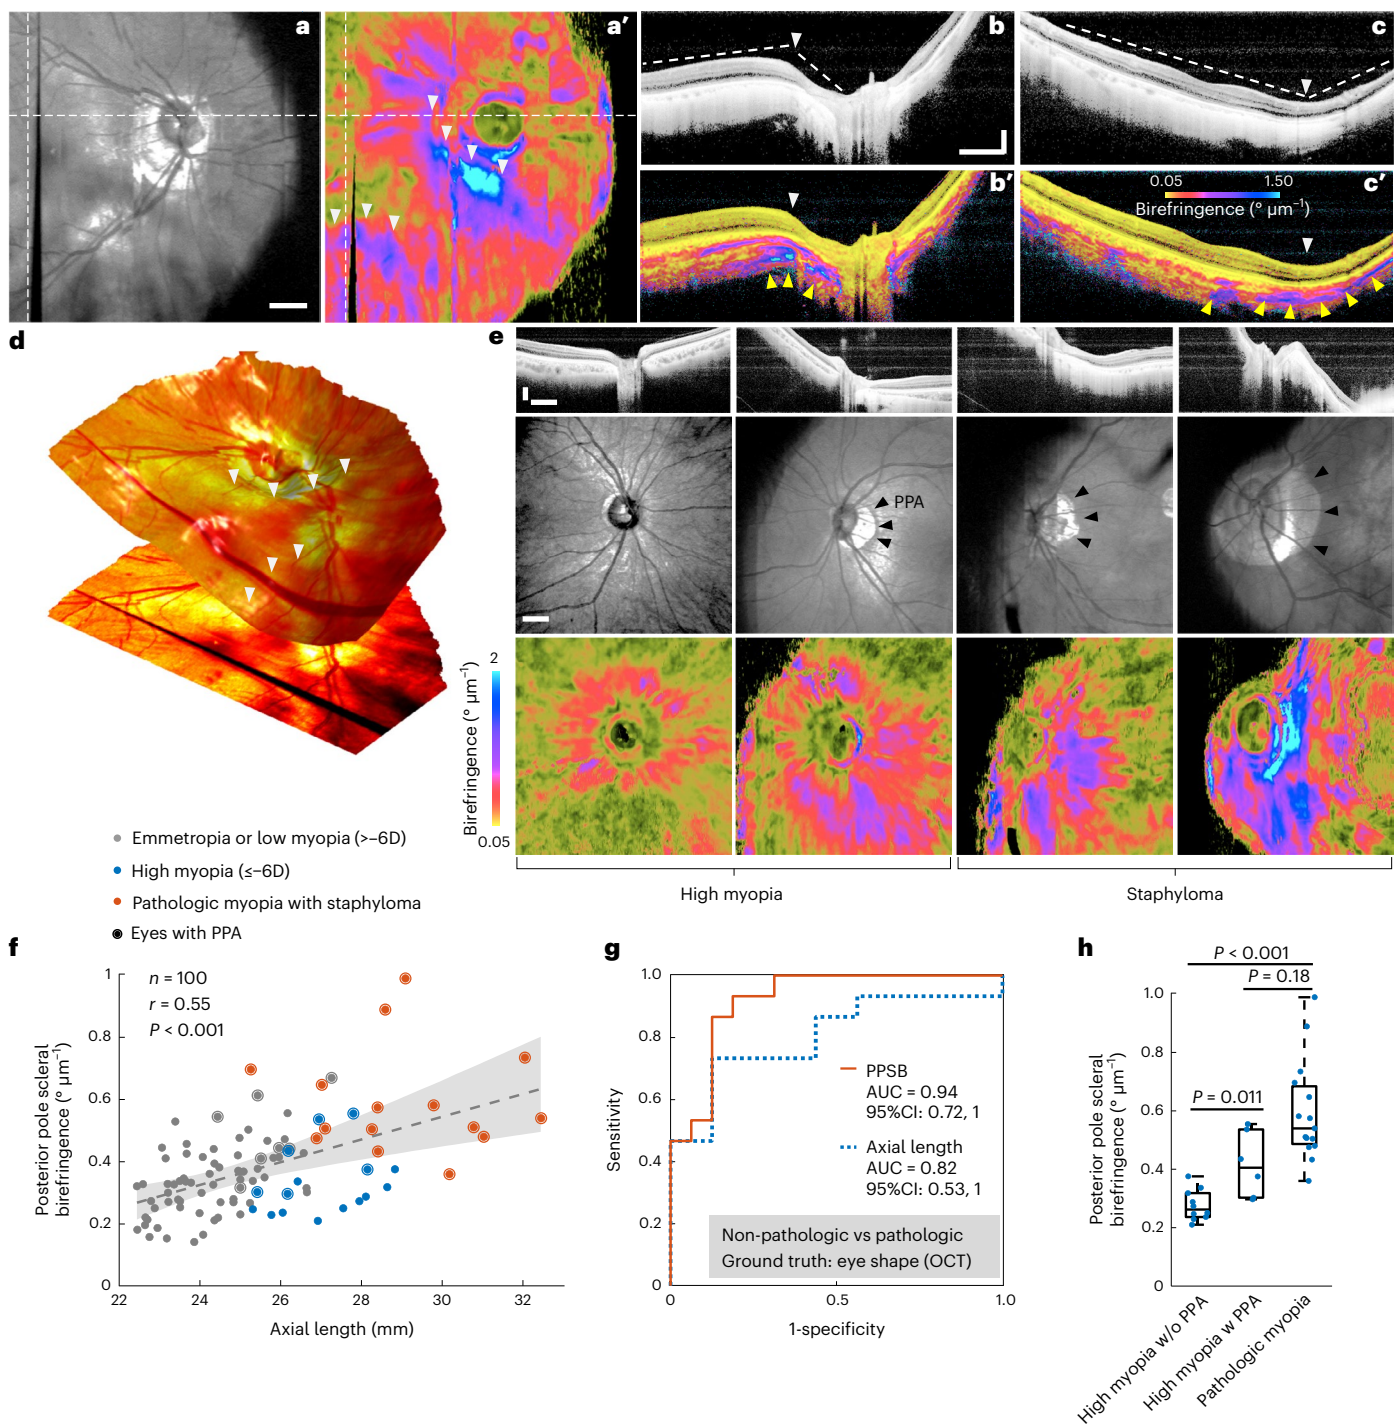 a
a′
b
c
b′
c′
0.05 1.50
Birefringence (° µm⁻¹)
d
e
PPA
2
Birefringence (° µm⁻¹)
0.05
High myopia
Staphyloma
Emmetropia or low myopia (>–6D)
High myopia (≤–6D)
Pathologic myopia with staphyloma
Eyes with PPA
f
n = 100
r = 0.55
P < 0.001
Posterior pole scleral
birefringence (° µm⁻¹)
1
0.8
0.6
0.4
0.2
0
22 24 26 28 30 32
Axial length (mm)
g
Sensitivity
1.0
0.8
0.6
0.4
0.2
0
PPSB
AUC = 0.94
95%CI: 0.72, 1
Axial length
AUC = 0.82
95%CI: 0.53, 1
Non-pathologic vs pathologic
Ground truth: eye shape (OCT)
0 0.5 1.0
1-specificity
h
P < 0.001
P = 0.18
P = 0.011
Posterior pole scleral
birefringence (° µm⁻¹)
1.0
0.8
0.6
0.4
0.2
0
High myopia w/o PPA
High myopia w PPA
Pathologic myopia